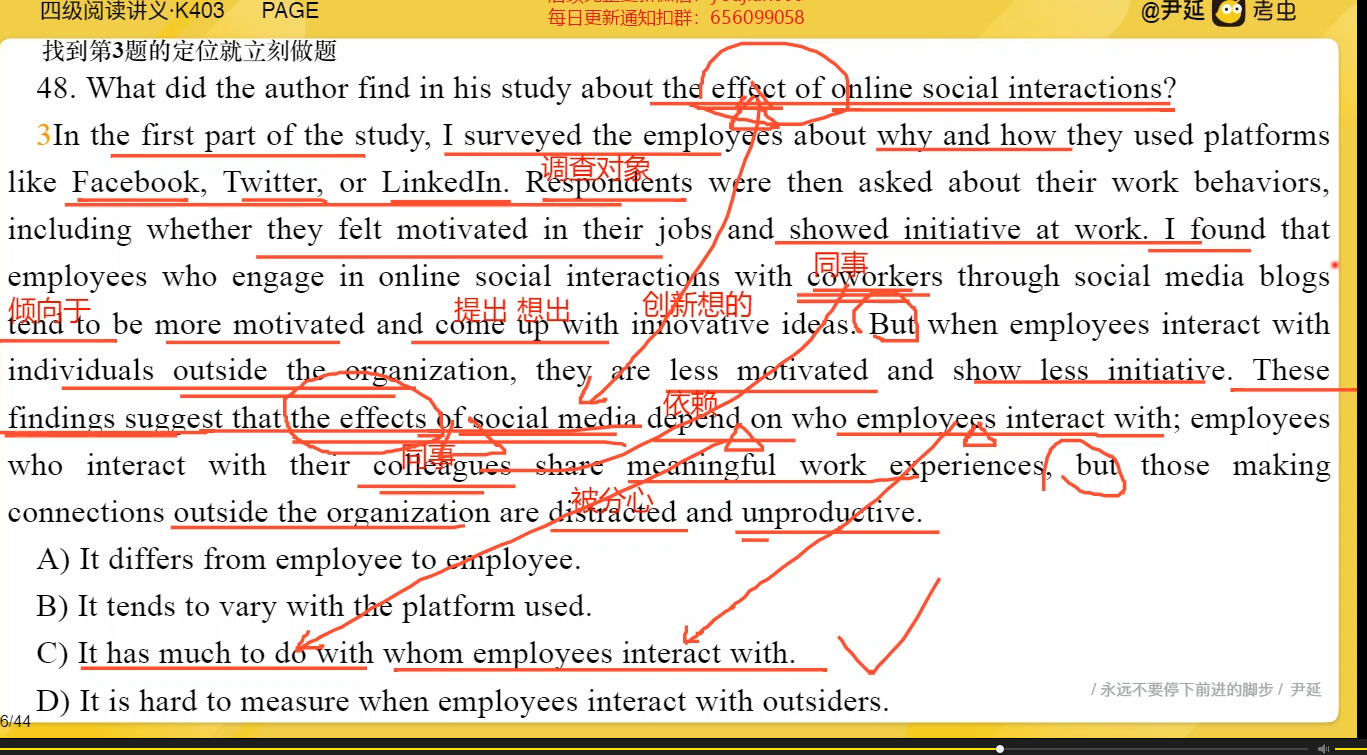 四级阅读讲义·K403 PAGE
每日更新通知扣群：656099058
@尹延 考虫
找到第3题的定位就立刻做题
48. What did the author find in his study about the effect of online social interactions?
3In the first part of the study, I surveyed the employees about why and how they used platforms
调查对象
like Facebook, Twitter, or LinkedIn. Respondents were then asked about their work behaviors,
including whether they felt motivated in their jobs and showed initiative at work. I found that
同事
employees who engage in online social interactions with coworkers through social media blogs
倾向于 提出 想出 创新想的
tend to be more motivated and come up with innovative ideas. But when employees interact with
individuals outside the organization, they are less motivated and show less initiative. These
依赖
findings suggest that the effects of social media depend on who employees interact with; employees
同事
who interact with their colleagues share meaningful work experiences, but those making
被分心
connections outside the organization are distracted and unproductive.
A) It differs from employee to employee.
B) It tends to vary with the platform used.
C) It has much to do with whom employees interact with.
/ 永远不要停下前进的脚步 / 尹延
D) It is hard to measure when employees interact with outsiders.
6/44